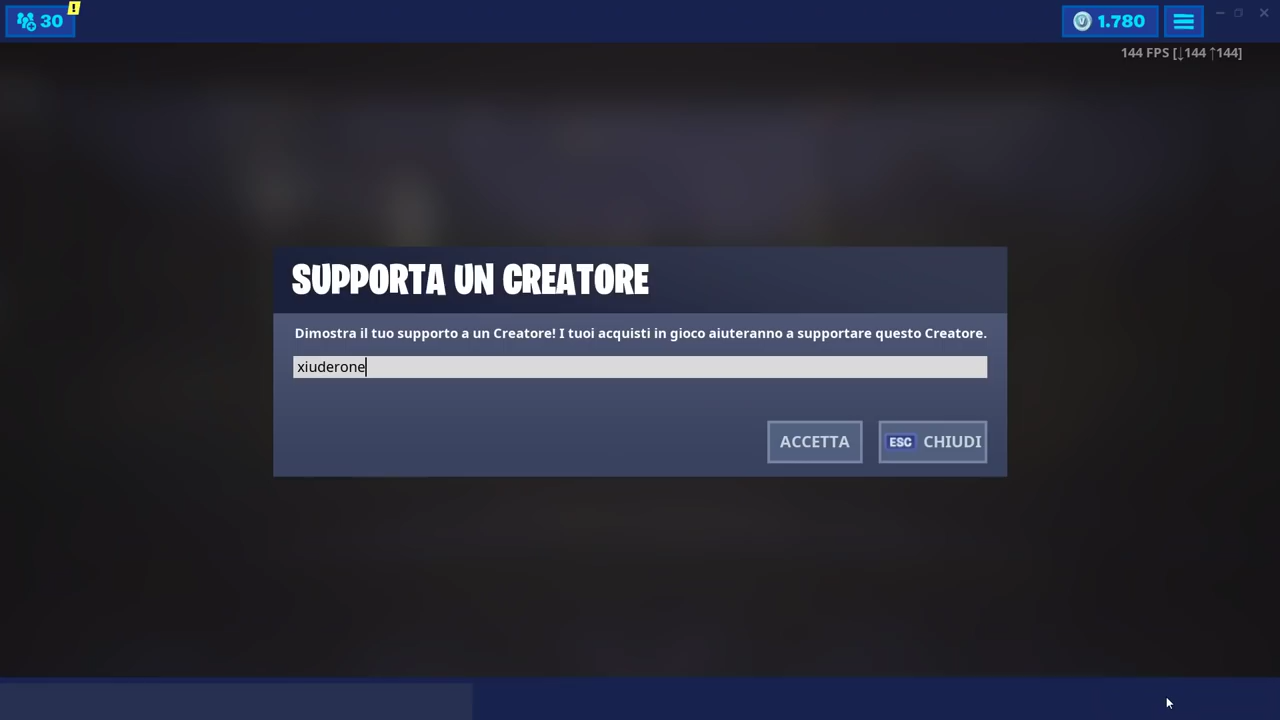 30
!
1.780
144 FPS [↓144 ↑144]
SUPPORTA UN CREATORE
Dimostra il tuo supporto a un Creatore! I tuoi acquisti in gioco aiuteranno a supportare questo Creatore.
xiuderone
ACCETTA
ESC CHIUDI